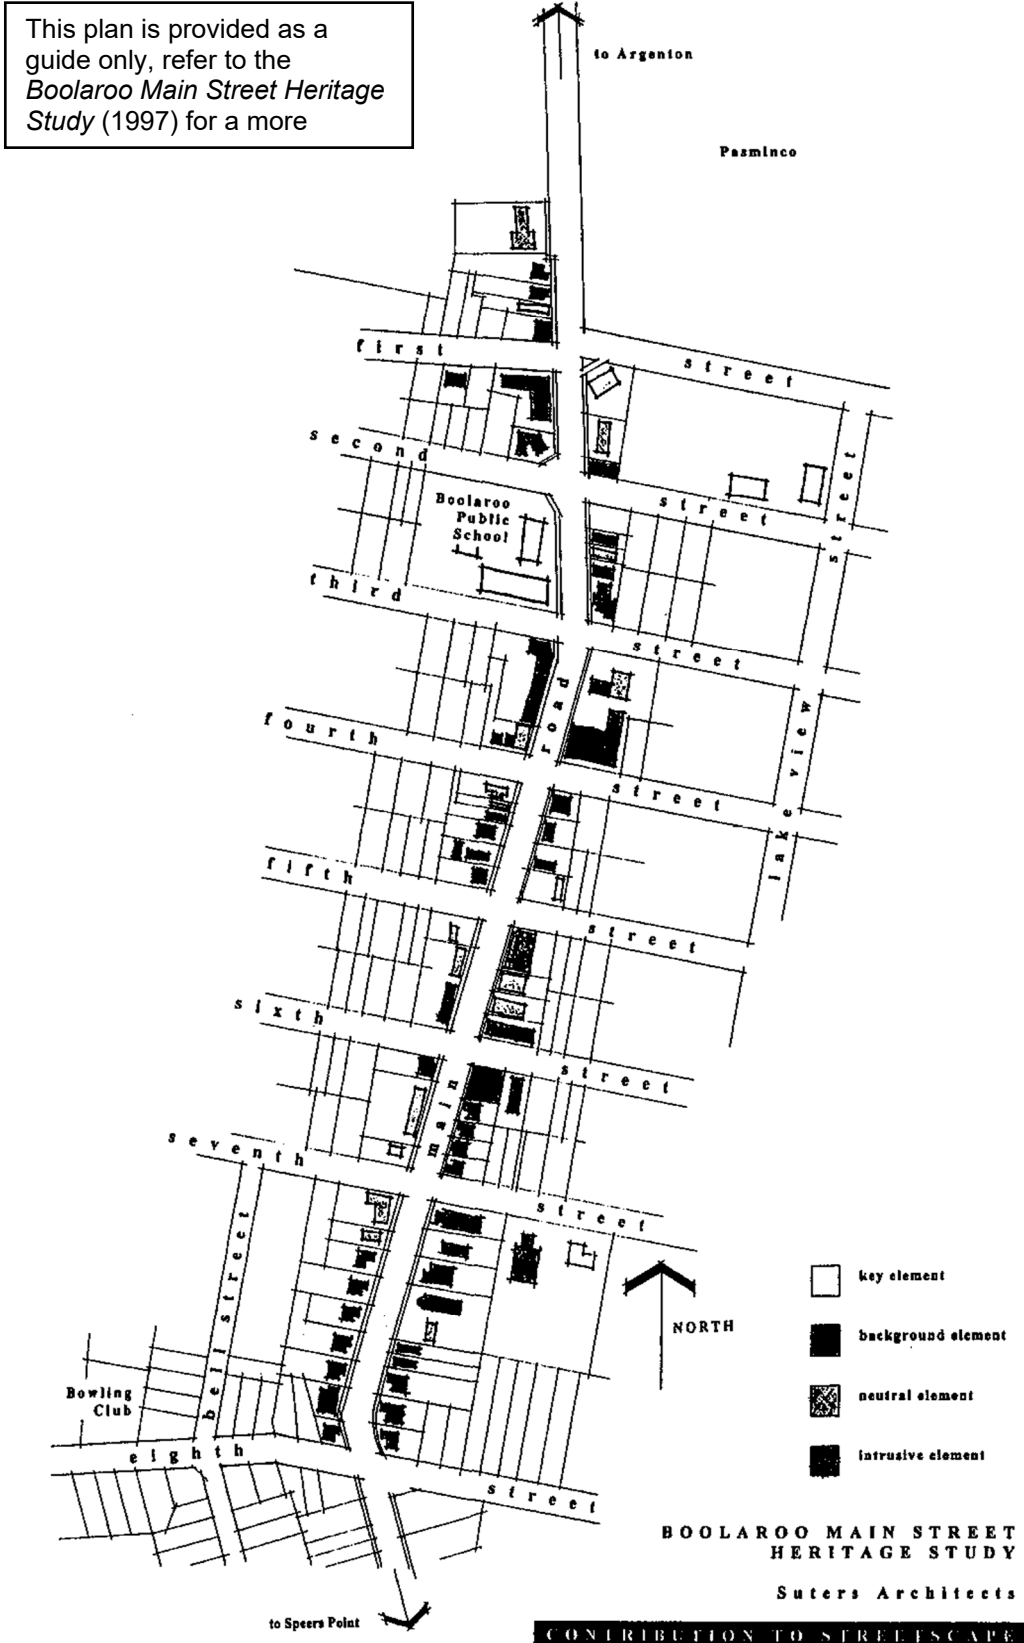 This plan is provided as a
guide only, refer to the
Boolaroo Main Street Heritage
Study (1997) for a more
to Argenton
Pasminco
first street
second street
Boolaroo
Public
School
third street
fourth street
fifth street
sixth street
seventh street
eighth street
main road
lake view street
bell street
Bowling
Club
NORTH
key element
background element
neutral element
intrusive element
BOOLAROO MAIN STREET
HERITAGE STUDY
Suters Architects
to Speers Point
CONTRIBUTION TO STREETSCAPE